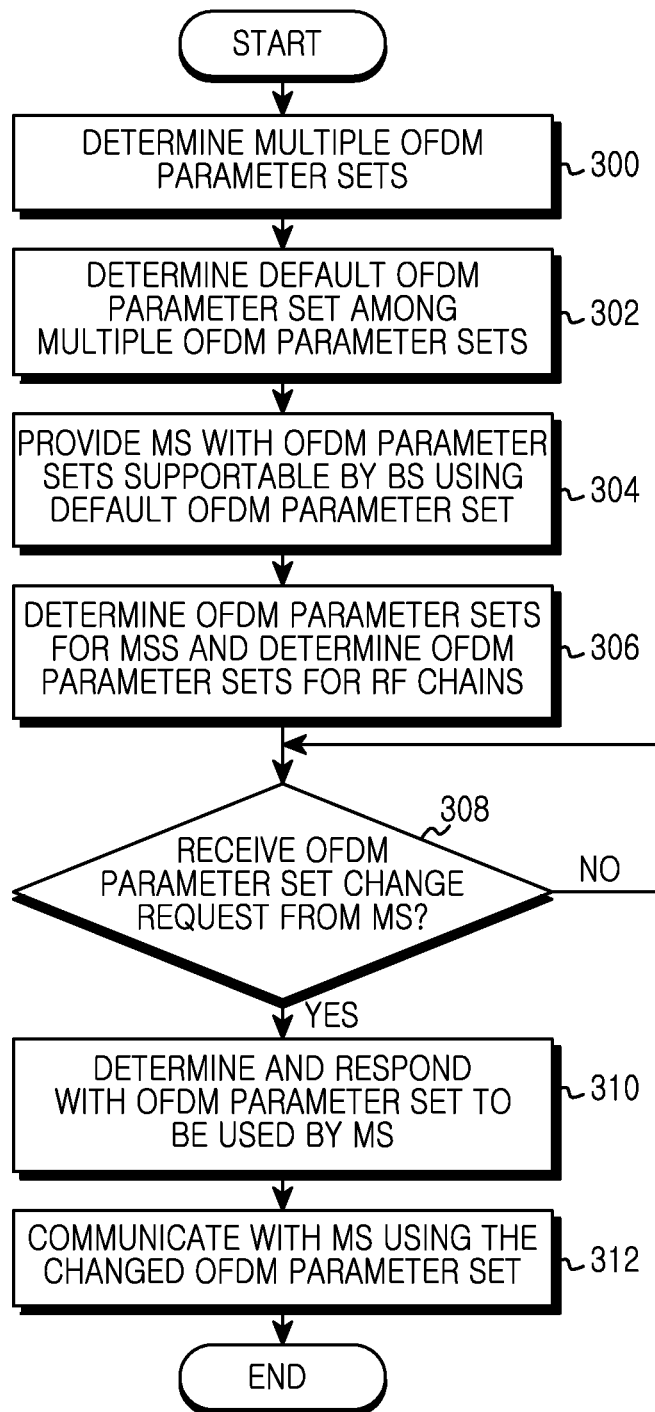 START
DETERMINE MULTIPLE OFDM
PARAMETER SETS
300
DETERMINE DEFAULT OFDM
PARAMETER SET AMONG
MULTIPLE OFDM PARAMETER SETS
302
PROVIDE MS WITH OFDM PARAMETER
SETS SUPPORTABLE BY BS USING
DEFAULT OFDM PARAMETER SET
304
DETERMINE OFDM PARAMETER SETS
FOR MSS AND DETERMINE OFDM
PARAMETER SETS FOR RF CHAINS
306
308
RECEIVE OFDM
PARAMETER SET CHANGE
REQUEST FROM MS?
NO
YES
DETERMINE AND RESPOND
WITH OFDM PARAMETER SET TO
BE USED BY MS
310
COMMUNICATE WITH MS USING THE
CHANGED OFDM PARAMETER SET
312
END